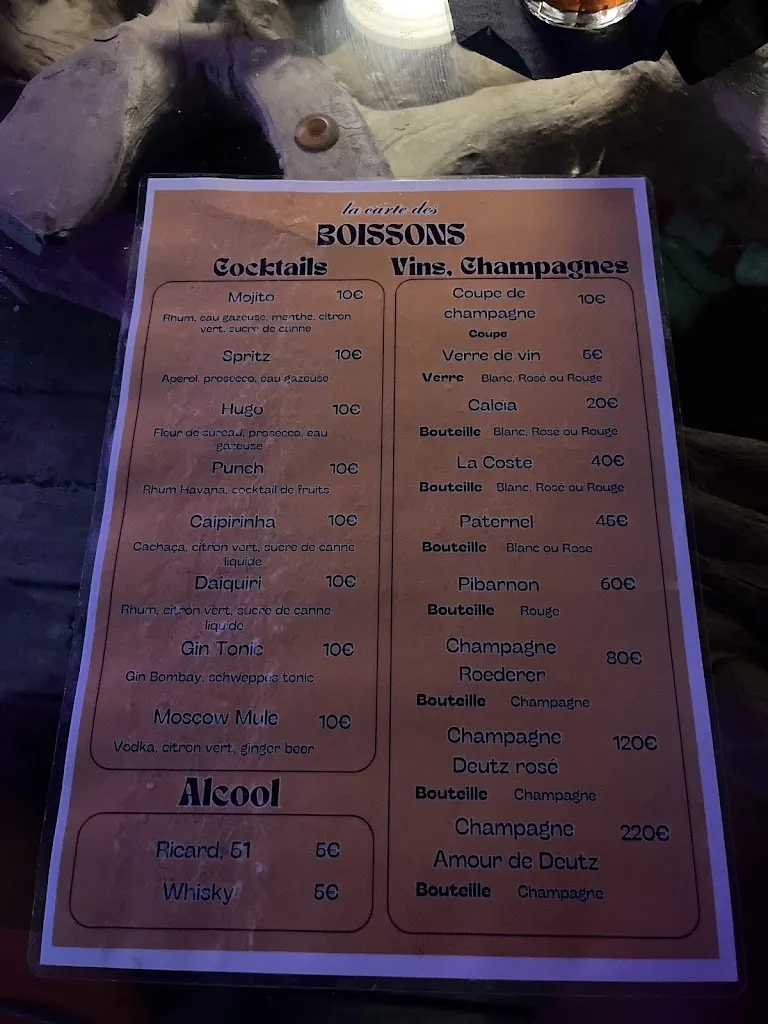 la carte des
BOISSONS
Cocktails
Mojito 10€
Rhum, eau gazeuse, menthe, citron
vert, sucre de canne
Spritz 10€
Aperol, prosecco, eau gazeuse
Hugo 10€
Fleur de sureau, prosecco, eau
gazeuse
Punch 10€
Rhum Havana, cocktail de fruits
Caipirinha 10€
Cachaça, citron vert, sucre de canne
liquide
Daiquiri 10€
Rhum, citron vert, sucre de canne
liquide
Gin Tonic 10€
Gin Bombay, schweppes tonic
Moscow Mule 10€
Vodka, citron vert, ginger beer
Alcool
Ricard, 51 5€
Whisky 5€
Vins, Champagnes
Coupe de
champagne 10€
Coupe
Verre de vin 5€
Verre Blanc, Rosé ou Rouge
Caleïa 20€
Bouteille Blanc, Rosé ou Rouge
La Coste 40€
Bouteille Blanc, Rosé ou Rouge
Paternel 45€
Bouteille Blanc ou Rosé
Pibarnon 60€
Bouteille Rouge
Champagne
Roederer 80€
Bouteille Champagne
Champagne 120€
Deutz rosé
Bouteille Champagne
Champagne 220€
Amour de Deutz
Bouteille Champagne